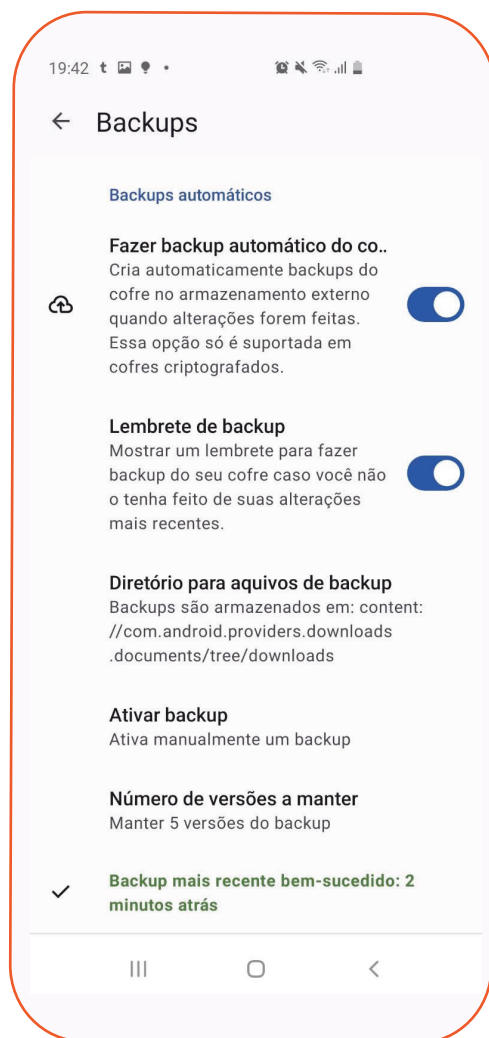 19:42 t
Backups
Backups automáticos
Fazer backup automático do co..
Cria automaticamente backups do
cofre no armazenamento externo
quando alterações forem feitas.
Essa opção só é suportada em
cofres criptografados.
Lembrete de backup
Mostrar um lembrete para fazer
backup do seu cofre caso você não
o tenha feito de suas alterações
mais recentes.
Diretório para aquivos de backup
Backups são armazenados em: content:
//com.android.providers.downloads
.documents/tree/downloads
Ativar backup
Ativa manualmente um backup
Número de versões a manter
Manter 5 versões do backup
Backup mais recente bem-sucedido: 2
minutos atrás